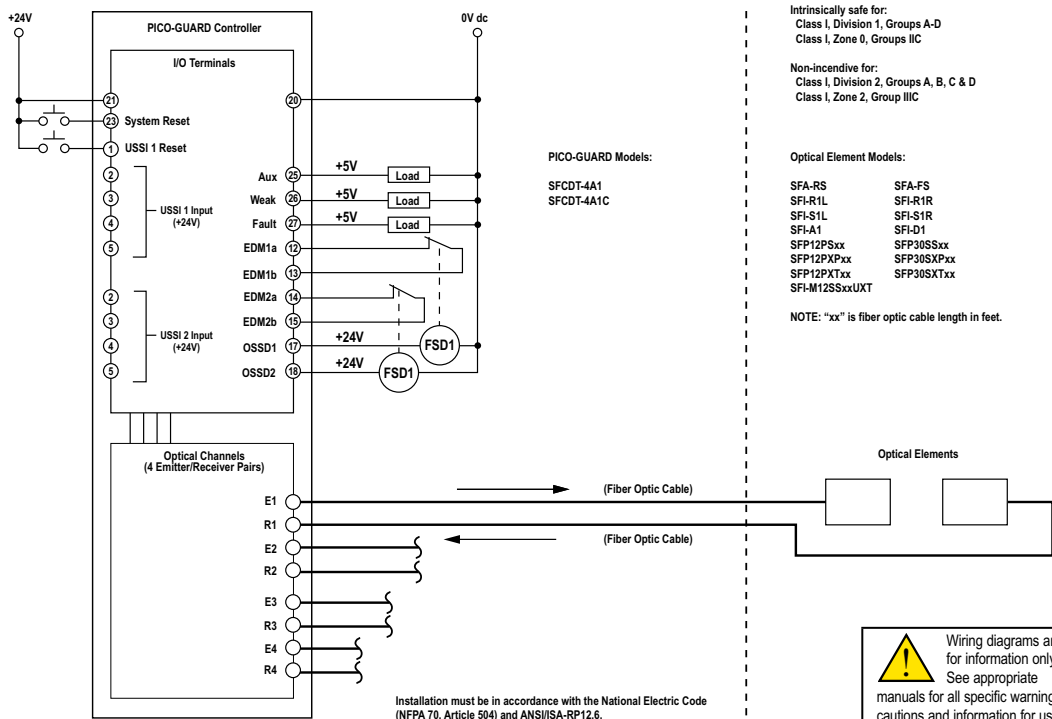 +24V
PICO-GUARD Controller
I/O Terminals
0V dc
21
20
23 System Reset
1 USSI 1 Reset
2
3
4
5
USSI 1 Input
(+24V)
Aux 25 +5V Load
Weak 26 +5V Load
Fault 27 +5V Load
EDM1a 12
EDM1b 13
2
3
4
5
USSI 2 Input
(+24V)
EDM2a 14
EDM2b 15
OSSD1 17 +24V FSD1
OSSD2 18 +24V FSD1
Optical Channels
(4 Emitter/Receiver Pairs)
E1
R1
E2
R2
E3
R3
E4
R4
(Fiber Optic Cable)
(Fiber Optic Cable)
Installation must be in accordance with the National Electric Code
(NFPA 70, Article 504) and ANSI/ISA-RP12.6.
PICO-GUARD Models:
SFCDT-4A1
SFCDT-4A1C
Intrinsically safe for:
Class I, Division 1, Groups A-D
Class I, Zone 0, Groups IIC
Non-incendive for:
Class I, Division 2, Groups A, B, C & D
Class I, Zone 2, Group IIIC
Optical Element Models:
SFA-RS SFA-FS
SFI-R1L SFI-R1R
SFI-S1L SFI-S1R
SFI-A1 SFI-D1
SFP12PSxx SFP30SSxx
SFP12PXPxx SFP30SXPxx
SFP12PXTxx SFP30SXTxx
SFI-M12SSxxUXT
NOTE: “xx” is fiber optic cable length in feet.
Optical Elements
!
Wiring diagrams
for information only
See appropriate
manuals for all specific
cautions and information for